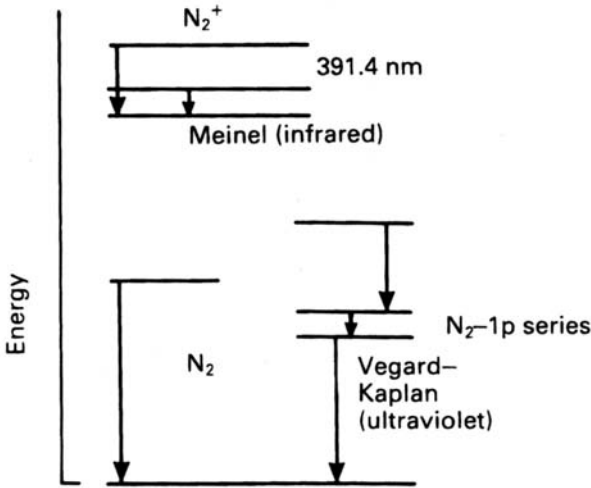 N₂⁺
391.4 nm
Meinel (infrared)
Energy
N₂–1p series
N₂
Vegard–
Kaplan
(ultraviolet)